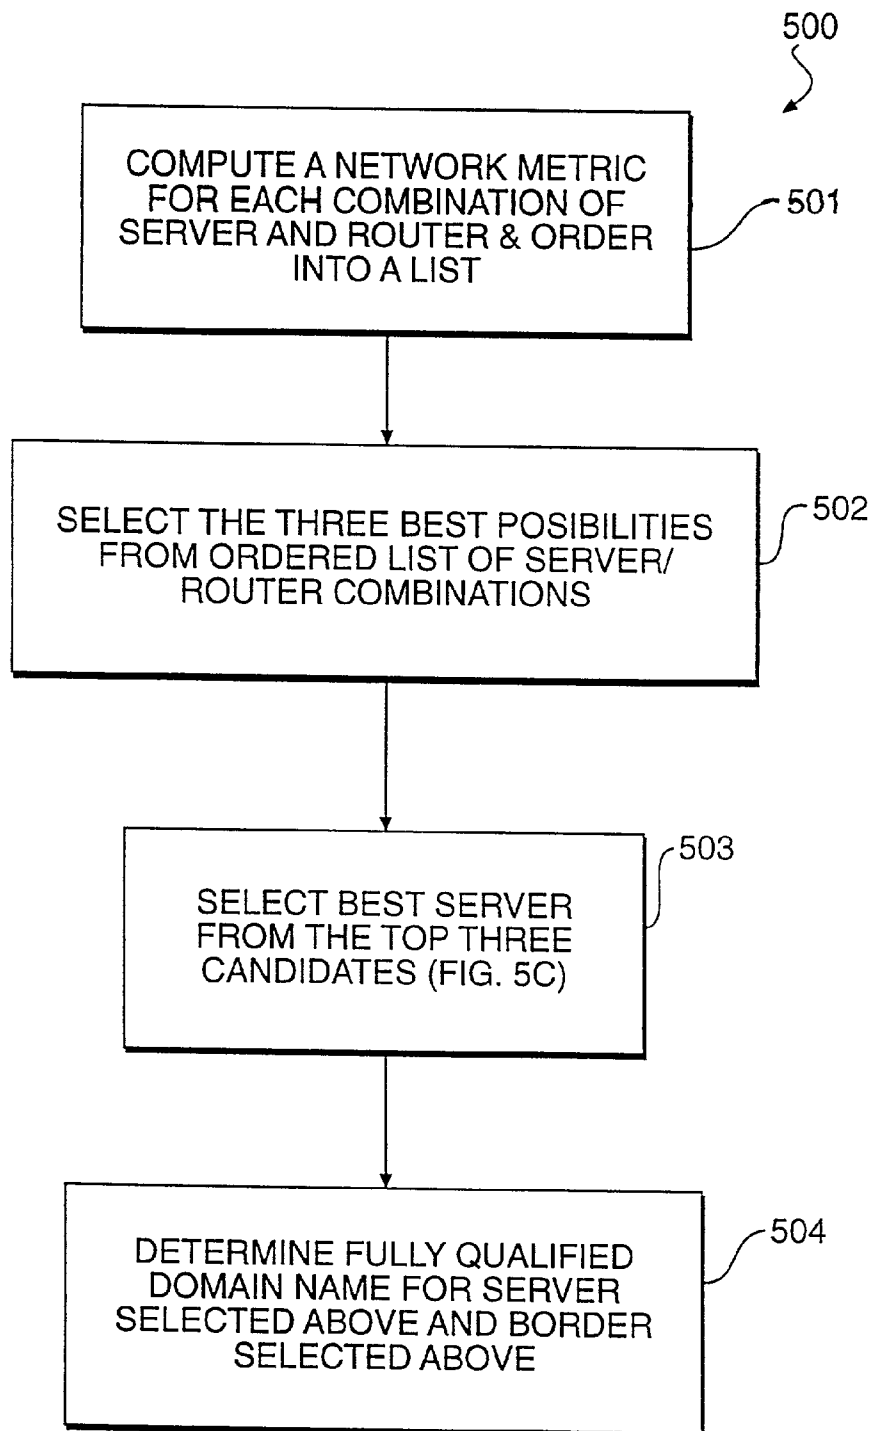 500
COMPUTE A NETWORK METRIC
FOR EACH COMBINATION OF
SERVER AND ROUTER & ORDER
INTO A LIST
501
SELECT THE THREE BEST POSIBILITIES
FROM ORDERED LIST OF SERVER/
ROUTER COMBINATIONS
502
SELECT BEST SERVER
FROM THE TOP THREE
CANDIDATES (FIG. 5C)
503
DETERMINE FULLY QUALIFIED
DOMAIN NAME FOR SERVER
SELECTED ABOVE AND BORDER
SELECTED ABOVE
504